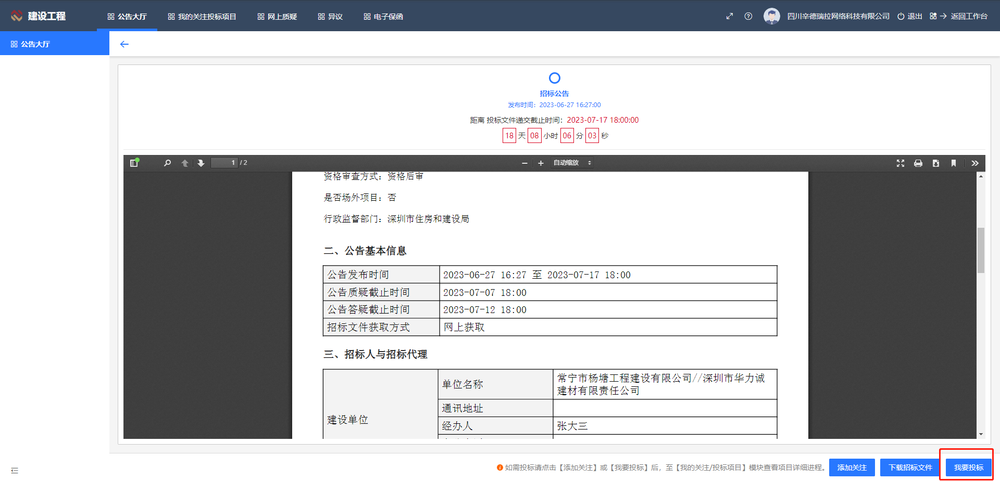 建设工程
公告大厅 我的关注投标项目 网上质疑 异议 电子保函
四川辛德瑞拉网络科技有限公司 退出 返回工作台
公告大厅
招标公告
发布时间：2023-06-27 16:27:00
距离 投标文件递交截止时间：2023-07-17 18:00:00
18 天 08 小时 06 分 03 秒
1 / 2 自动缩放
资格审查方式：资格后审
是否场外项目：否
行政监督部门：深圳市住房和建设局
二、公告基本信息
公告发布时间 2023-06-27 16:27 至 2023-07-17 18:00
公告质疑截止时间 2023-07-07 18:00
公告答疑截止时间 2023-07-12 18:00
招标文件获取方式 网上获取
三、招标人与招标代理
单位名称 常宁市杨塘工程建设有限公司//深圳市华力诚
建材有限责任公司
通讯地址
建设单位
经办人 张大三
如需投标请点击【添加关注】或【我要投标】后，至【我的关注/投标项目】模块查看项目详细进程。 添加关注 下载招标文件 我要投标